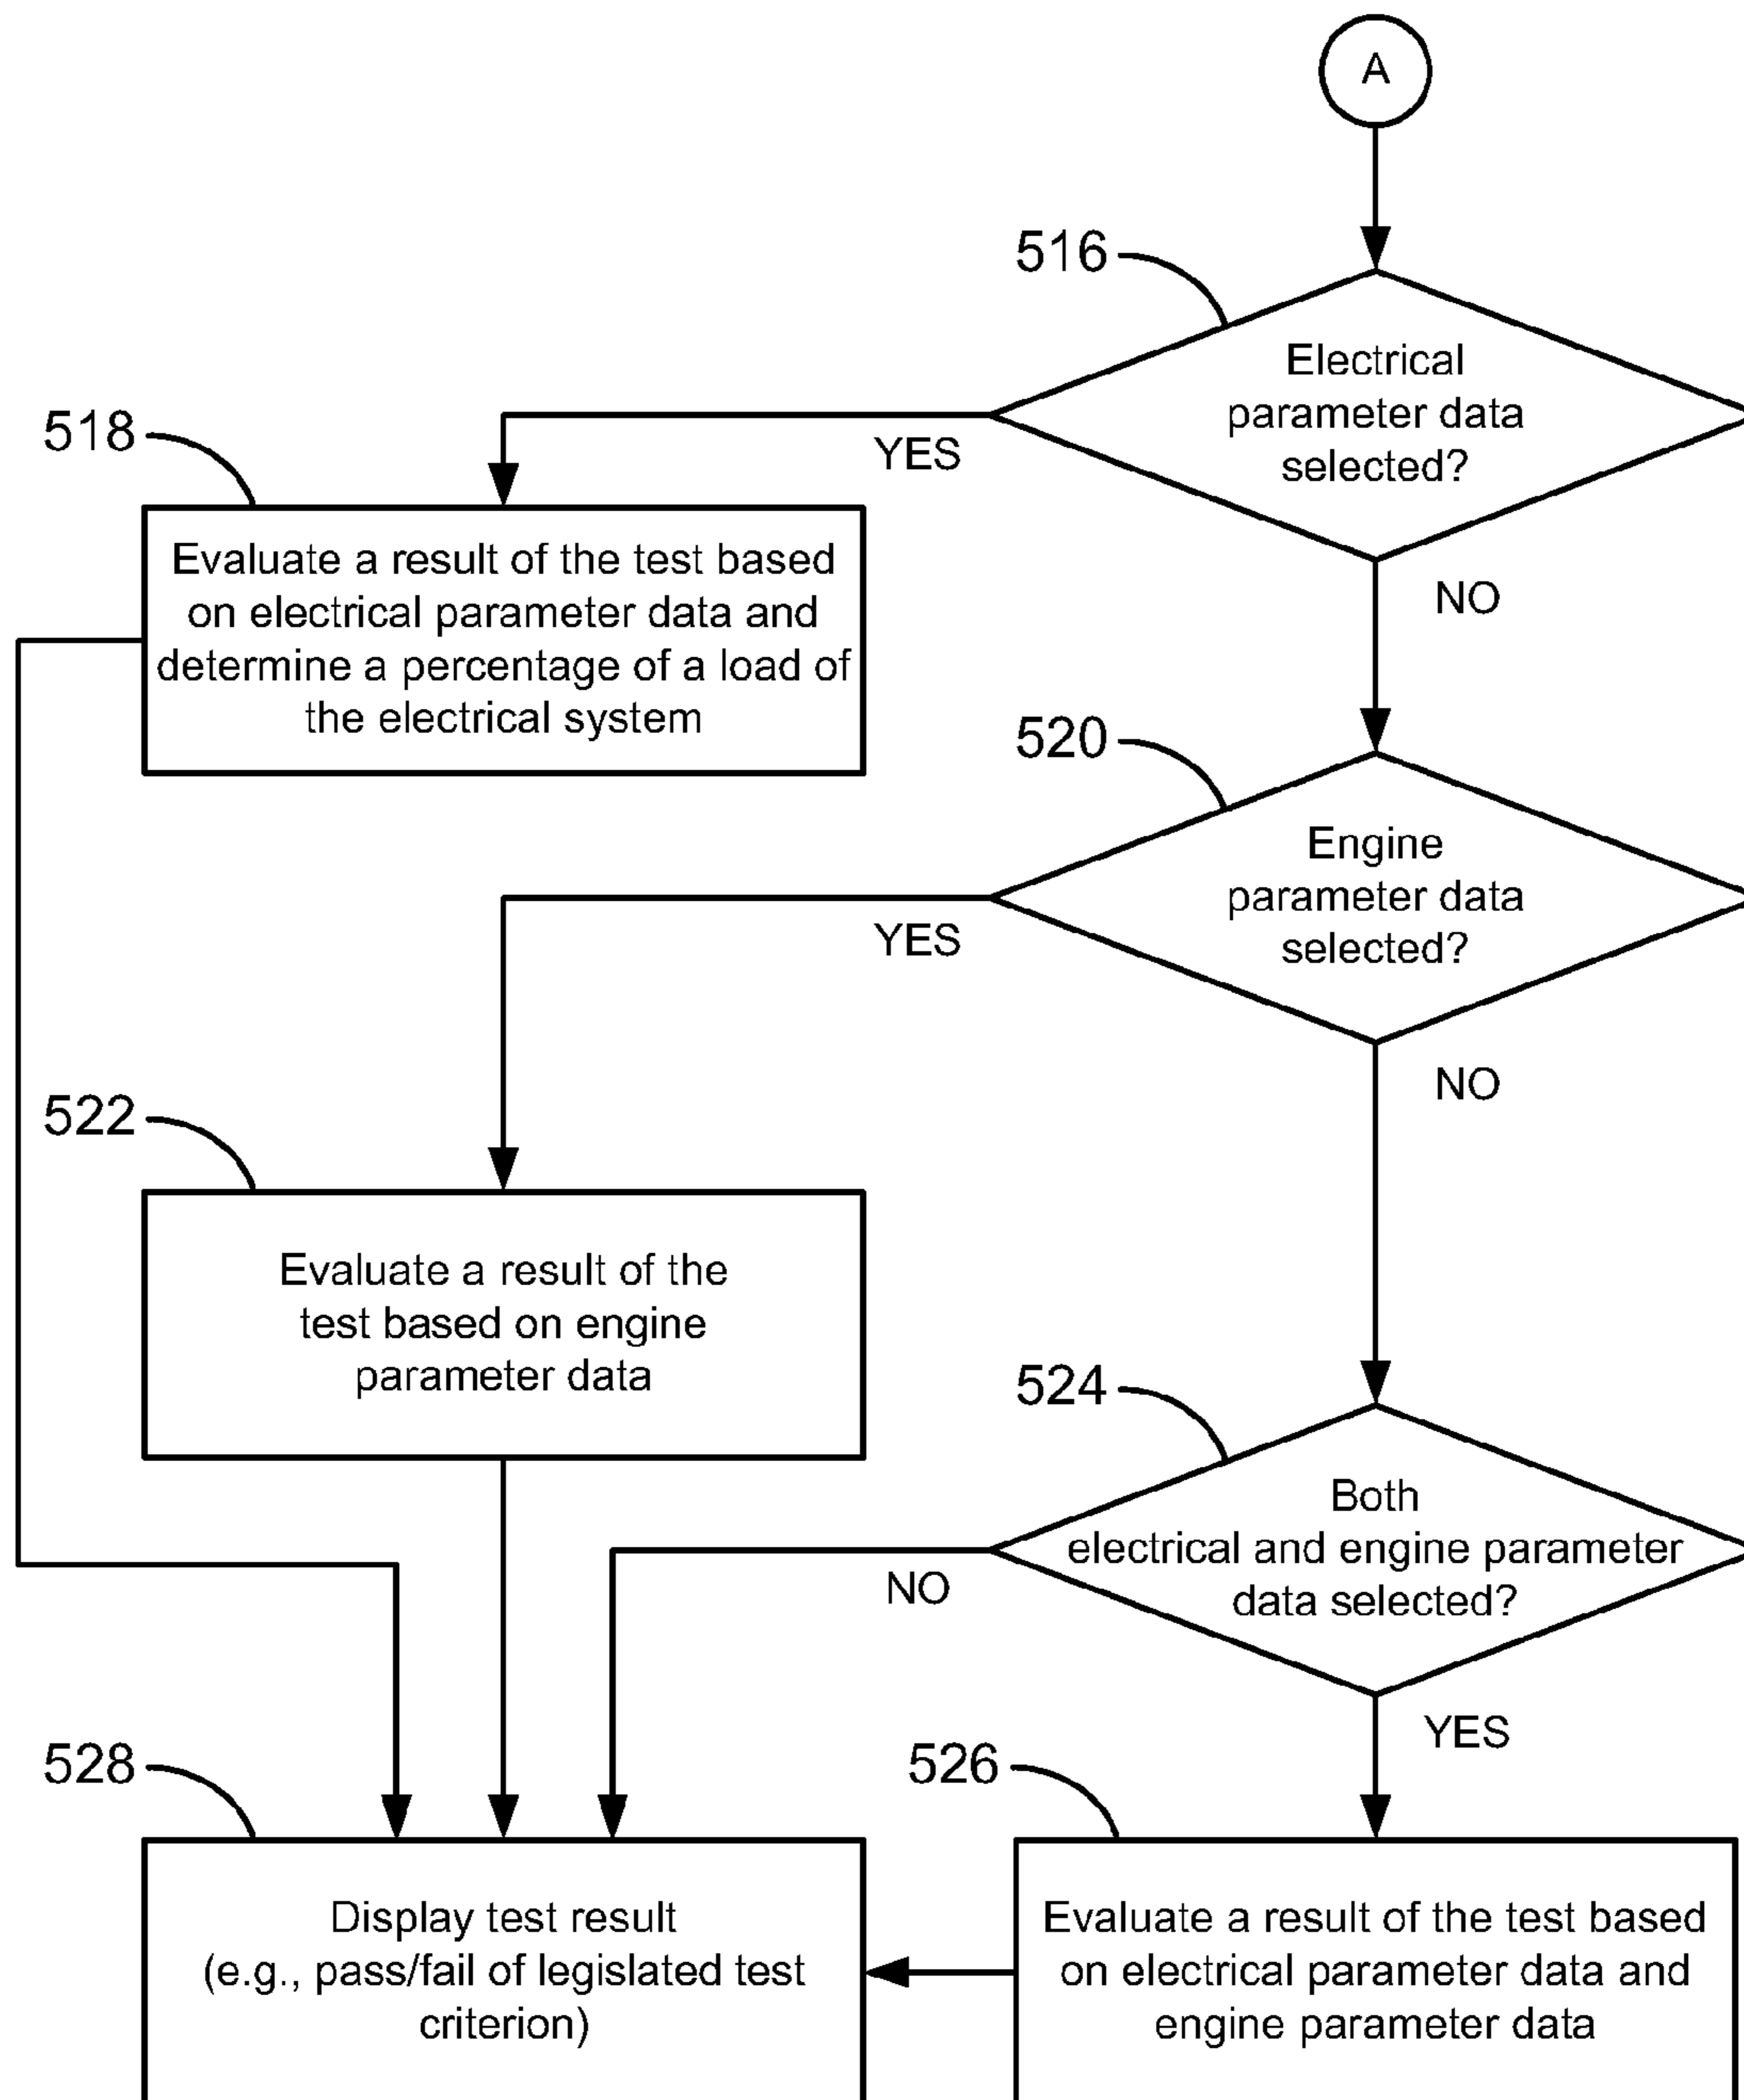 A
516
Electrical
parameter data
selected?
YES
NO
518
Evaluate a result of the test based
on electrical parameter data and
determine a percentage of a load of
the electrical system
520
Engine
parameter data
selected?
YES
NO
522
Evaluate a result of the
test based on engine
parameter data
524
Both
electrical and engine parameter
data selected?
NO
YES
528
Display test result
(e.g., pass/fail of legislated test
criterion)
526
Evaluate a result of the test based
on electrical parameter data and
engine parameter data